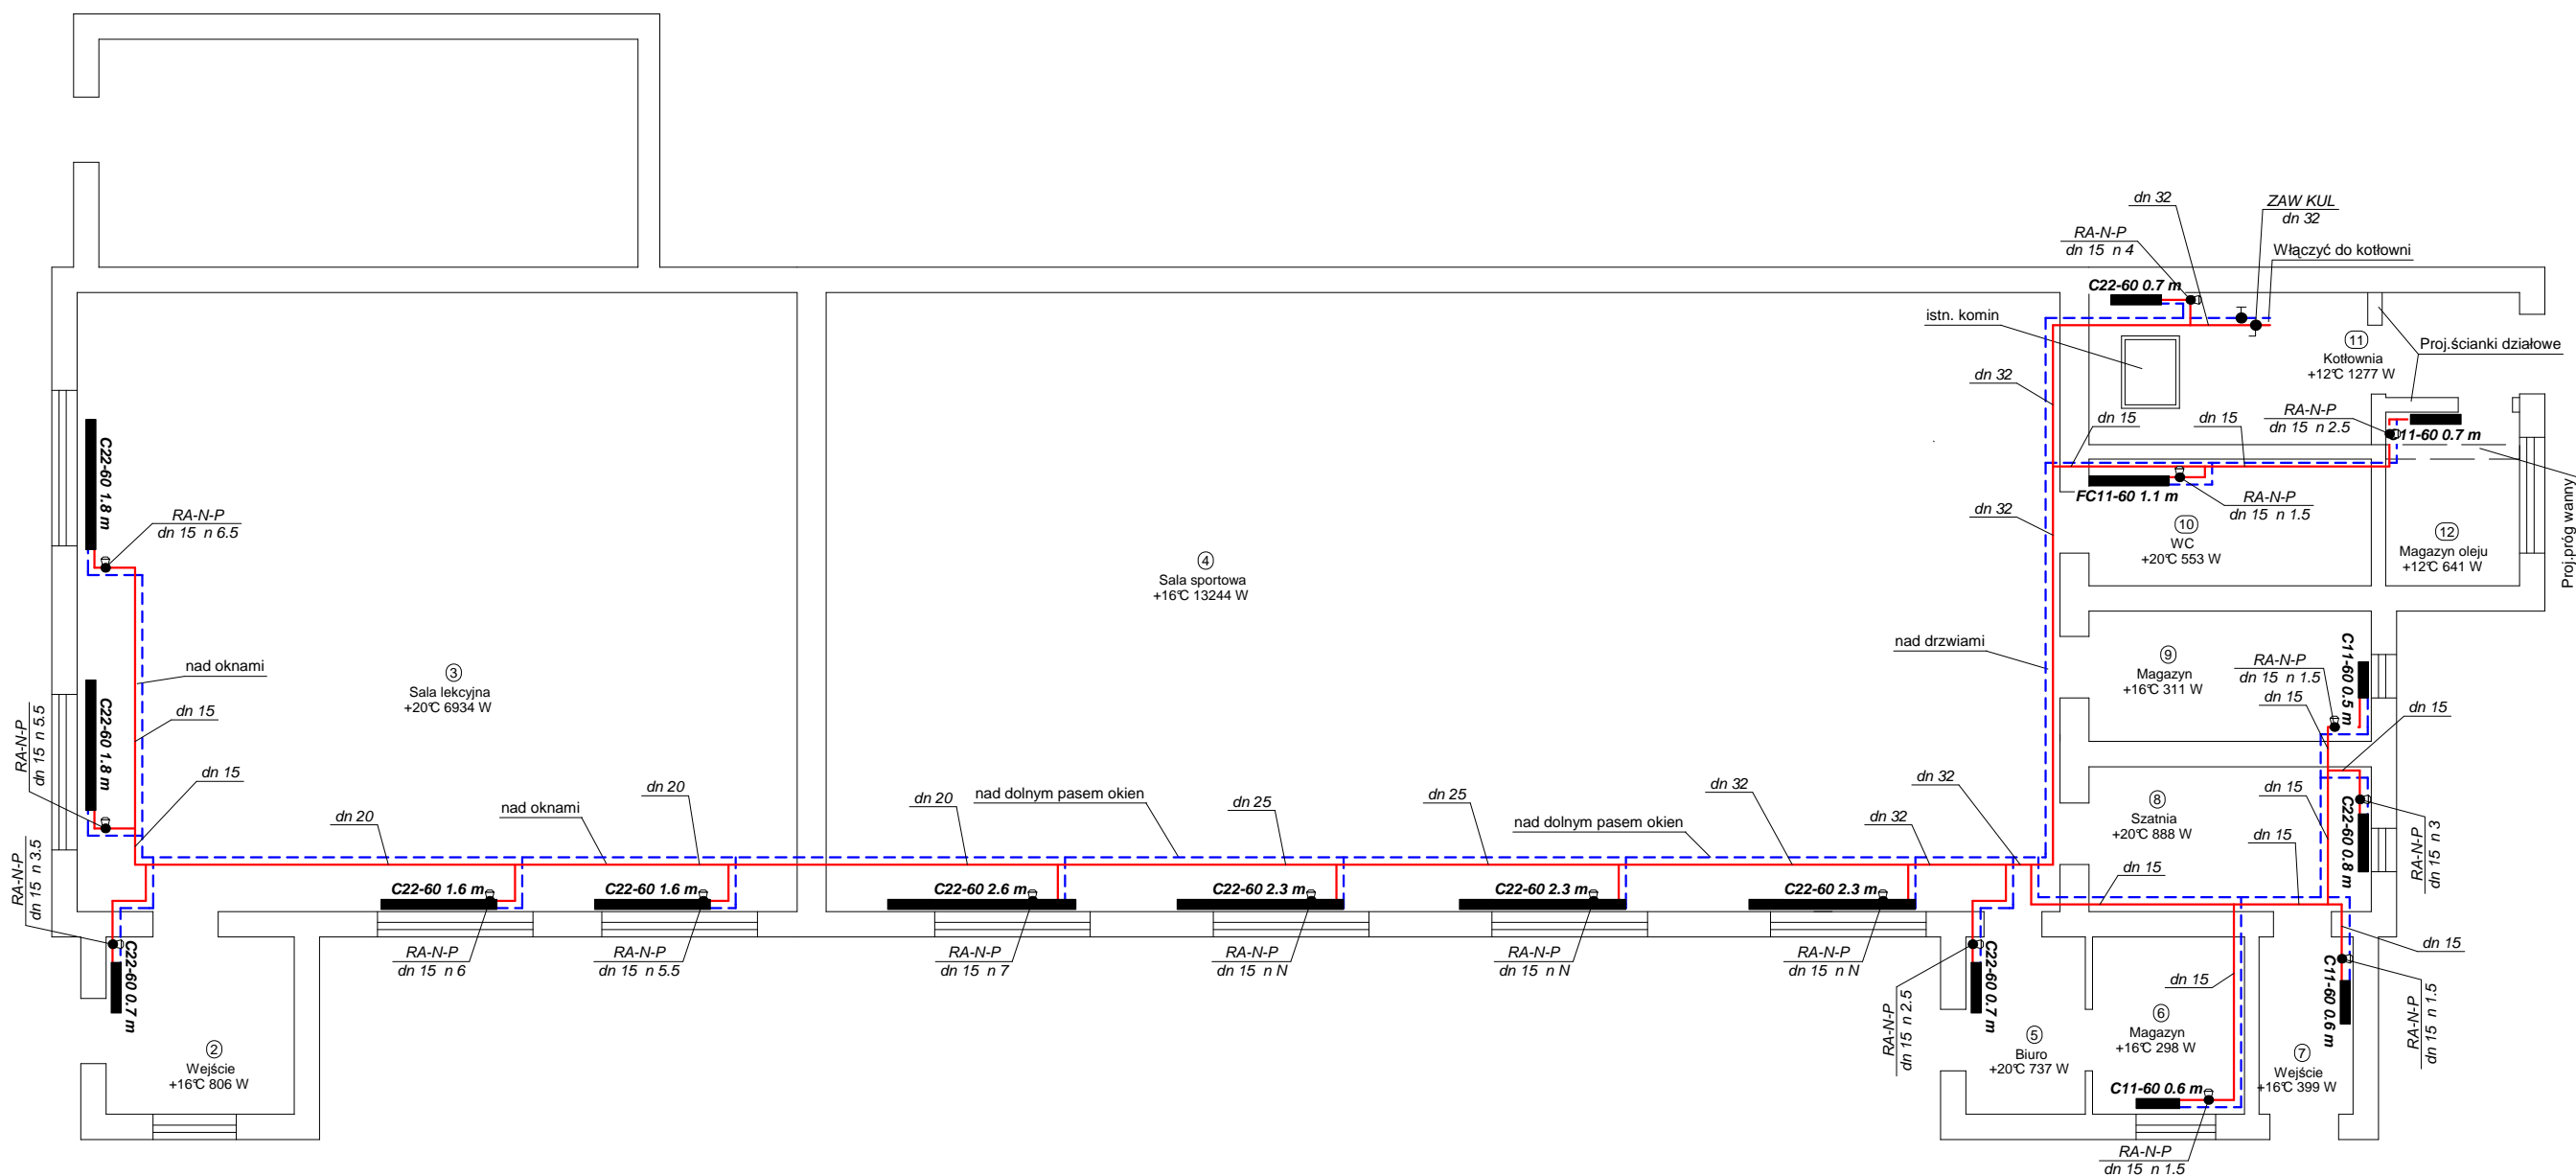 dn 32
ZAW KUL
dn 32
RA-N-P
dn 15 n 4
Włączyć do kotłowni
C22-60 0.7 m
istn. komin
11
Kotłownia
+12°C 1277 W
Proj.ścianki działowe
dn 32
dn 15
dn 15
RA-N-P
dn 15 n 2.5
C11-60 0.7 m
C22-60 1.8 m
RA-N-P
dn 15 n 6.5
dn 32
FC11-60 1.1 m
RA-N-P
dn 15 n 1.5
10
WC
+20°C 553 W
12
Magazyn oleju
+12°C 641 W
Proj.próg wanny
4
Sala sportowa
+16°C 13244 W
nad drzwiami
nad oknami
3
Sala lekcyjna
+20°C 6934 W
9
Magazyn
+16°C 311 W
RA-N-P
dn 15 n 1.5
C11-60 0.5 m
dn 15
dn 15
RA-N-P
dn 15 n 5.5
C22-60 1.8 m
dn 15
dn 15
dn 20
nad oknami
dn 20
dn 20
nad dolnym pasem okien
dn 25
dn 25
nad dolnym pasem okien
dn 32
dn 32
dn 32
8
Szatnia
+20°C 888 W
dn 15
dn 15
dn 15
C22-60 0.8 m
RA-N-P
dn 15 n 3
RA-N-P
dn 15 n 3.5
C22-60 1.6 m
C22-60 1.6 m
C22-60 2.6 m
C22-60 2.3 m
C22-60 2.3 m
C22-60 2.3 m
RA-N-P
dn 15 n 6
RA-N-P
dn 15 n 5.5
RA-N-P
dn 15 n 7
RA-N-P
dn 15 n N
RA-N-P
dn 15 n N
RA-N-P
dn 15 n N
C22-60 0.7 m
2
Wejście
+16°C 806 W
RA-N-P
dn 15 n 2.5
C22-60 0.7 m
5
Biuro
+20°C 737 W
dn 15
6
Magazyn
+16°C 298 W
dn 15
C11-60 0.6 m
RA-N-P
dn 15 n 1.5
7
Wejście
+16°C 399 W
C11-60 0.6 m
RA-N-P
dn 15 n 1.5